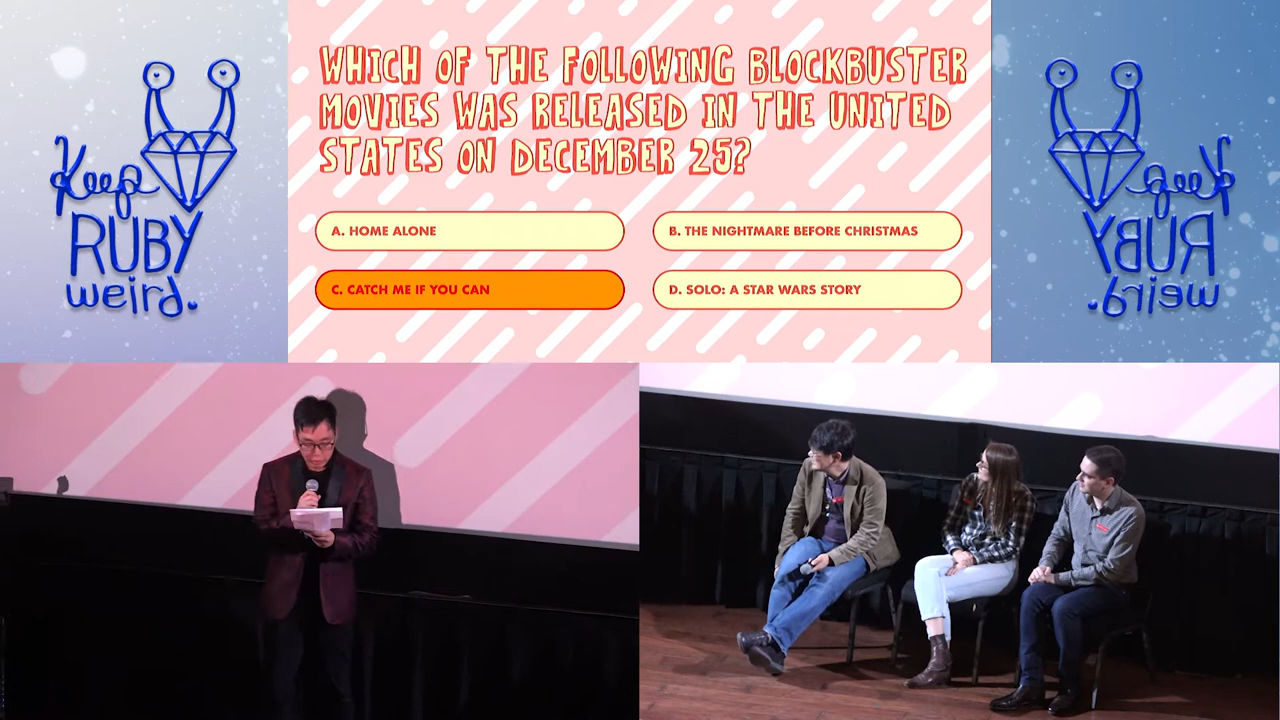 Keep
RUBY
weird.
WHICH OF THE FOLLOWING BLOCKBUSTER
MOVIES WAS RELEASED IN THE UNITED
STATES ON DECEMBER 25?
A. HOME ALONE
B. THE NIGHTMARE BEFORE CHRISTMAS
C. CATCH ME IF YOU CAN
D. SOLO: A STAR WARS STORY
Keep
RUBY
weird.